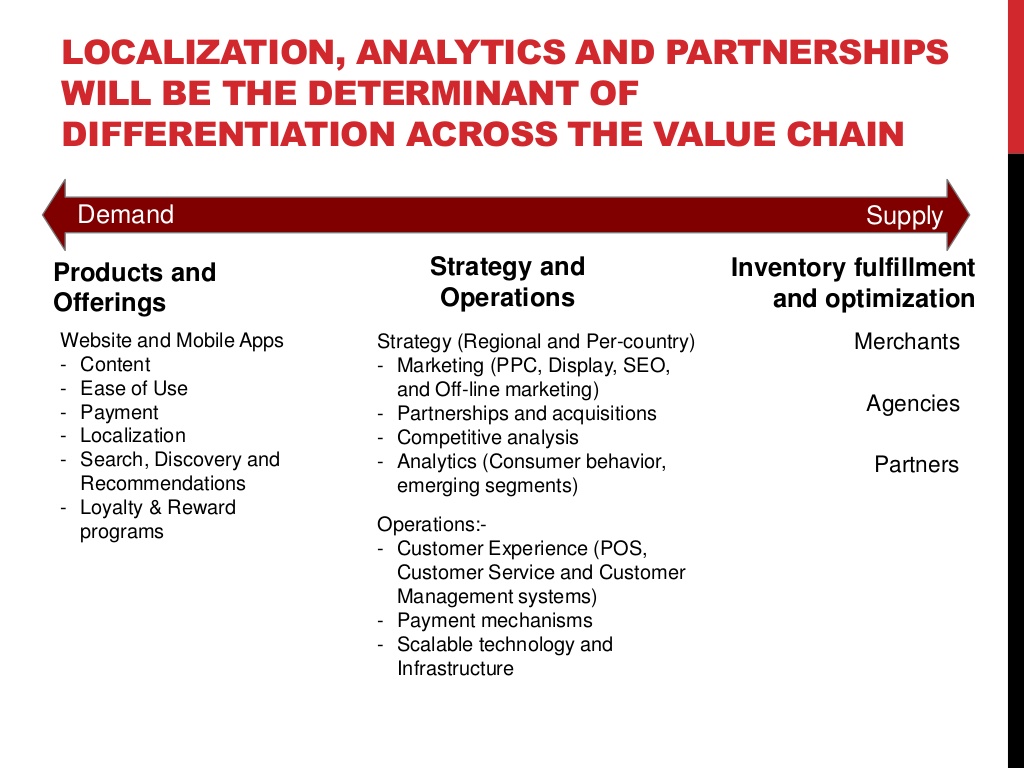 LOCALIZATION, ANALYTICS AND PARTNERSHIPS
WILL BE THE DETERMINANT OF
DIFFERENTIATION ACROSS THE VALUE CHAIN
Demand
Supply
Products and
Offerings
Website and Mobile Apps
- Content
- Ease of Use
- Payment
- Localization
- Search, Discovery and
Recommendations
- Loyalty & Reward
programs
Strategy and
Operations
Strategy (Regional and Per-country)
- Marketing (PPC, Display, SEO,
and Off-line marketing)
- Partnerships and acquisitions
- Competitive analysis
- Analytics (Consumer behavior,
emerging segments)
Operations:-
- Customer Experience (POS,
Customer Service and Customer
Management systems)
- Payment mechanisms
- Scalable technology and
Infrastructure
Inventory fulfillment
and optimization
Merchants
Agencies
Partners